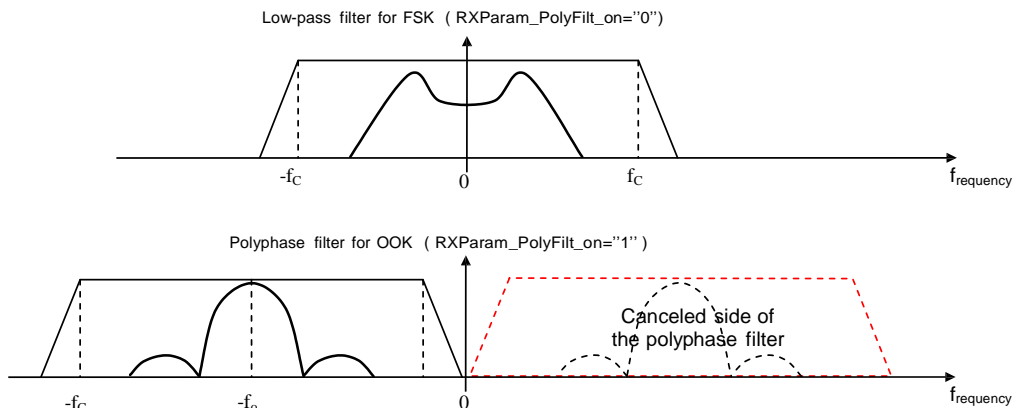 Low-pass filter for FSK ( RXParam_PolyFilt_on=''0'')
-fC
0
fC
frequency
Polyphase filter for OOK ( RXParam_PolyFilt_on=''1'' )
Canceled side of
the polyphase filter
-fC
-fo
0
frequency